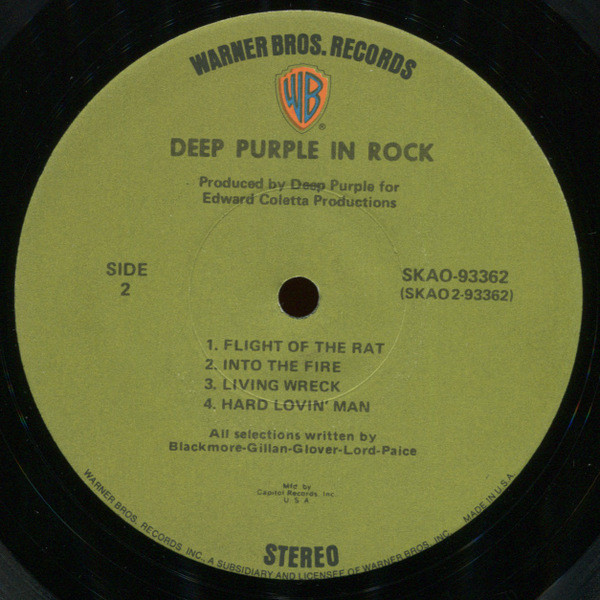 WARNER BROS. RECORDS
WB
®
DEEP PURPLE IN ROCK
Produced by Deep Purple for
Edward Coletta Productions
SIDE
2
SKAO-93362
(SKAO 2-93362)
1. FLIGHT OF THE RAT
2. INTO THE FIRE
3. LIVING WRECK
4. HARD LOVIN' MAN
All selections written by
Blackmore-Gillan-Glover-Lord-Paice
Mfd by
Capitol Records Inc.
U S A
STEREO
WARNER BROS. RECORDS INC. A SUBSIDIARY AND LICENSEE OF WARNER BROS., INC. MADE IN U.S.A.